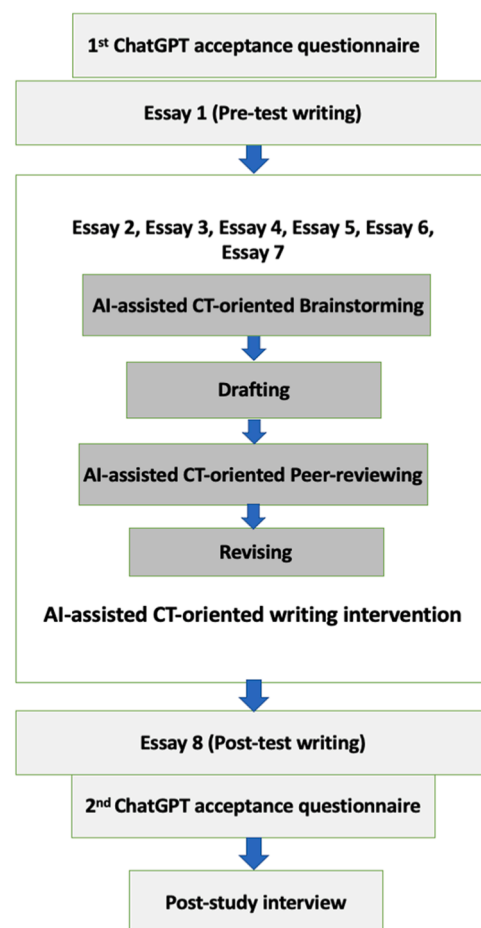 1st ChatGPT acceptance questionnaire
Essay 1 (Pre-test writing)
Essay 2, Essay 3, Essay 4, Essay 5, Essay 6,
Essay 7
AI-assisted CT-oriented Brainstorming
Drafting
AI-assisted CT-oriented Peer-reviewing
Revising
AI-assisted CT-oriented writing intervention
Essay 8 (Post-test writing)
2nd ChatGPT acceptance questionnaire
Post-study interview